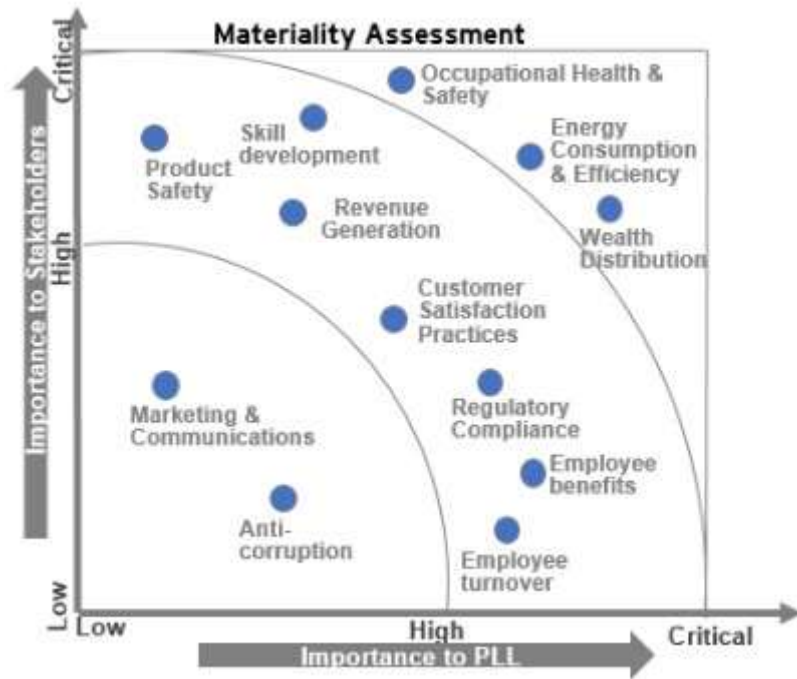 Materiality Assessment
Critical
High
Low
Importance to Stakeholders
Occupational Health &
Safety
Skill
development
Product
Safety
Energy
Consumption
& Efficiency
Revenue
Generation
Wealth
Distribution
Customer
Satisfaction
Practices
Marketing &
Communications
Regulatory
Compliance
Employee
benefits
Anti-
corruption
Employee
turnover
Low
High
Critical
Importance to PLL